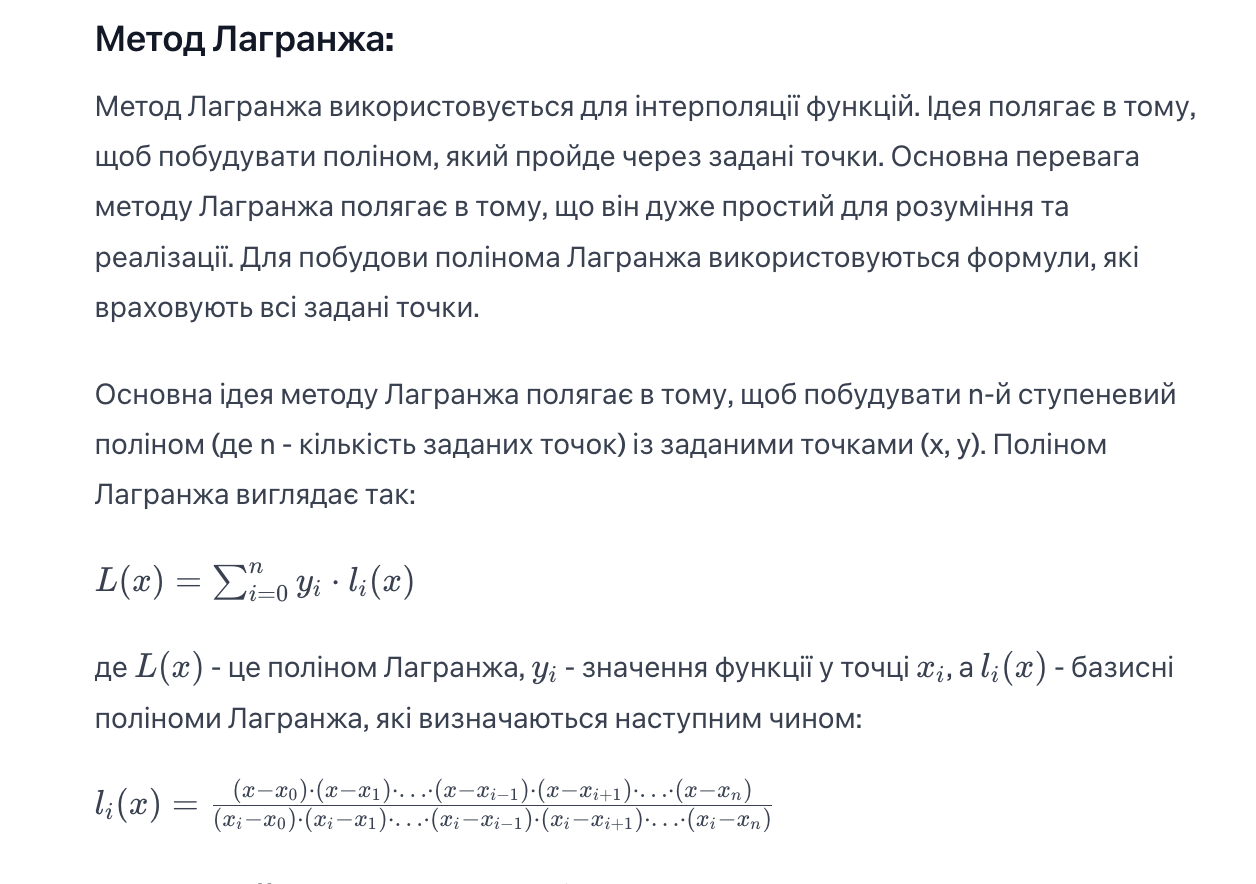 Метод Лагранжа:
Метод Лагранжа використовується для інтерполяції функцій. Ідея полягає в тому,
щоб побудувати поліном, який пройде через задані точки. Основна перевага
методу Лагранжа полягає в тому, що він дуже простий для розуміння та
реалізації. Для побудови полінома Лагранжа використовуються формули, які
враховують всі задані точки.
Основна ідея методу Лагранжа полягає в тому, щоб побудувати n-й ступеневий
поліном (де n - кількість заданих точок) із заданими точками (x, y). Поліном
Лагранжа виглядає так:
$L(x) = \sum_{i=0}^{n} y_i \cdot l_i(x)$
де $L(x)$ - це поліном Лагранжа, $y_i$ - значення функції у точці $x_i$, а $l_i(x)$ - базисні
поліноми Лагранжа, які визначаються наступним чином:
$l_i(x) = \frac{(x-x_0)\cdot(x-x_1)\cdot\ldots\cdot(x-x_{i-1})\cdot(x-x_{i+1})\cdot\ldots\cdot(x-x_n)}{(x_i-x_0)\cdot(x_i-x_1)\cdot\ldots\cdot(x_i-x_{i-1})\cdot(x_i-x_{i+1})\cdot\ldots\cdot(x_i-x_n)}$